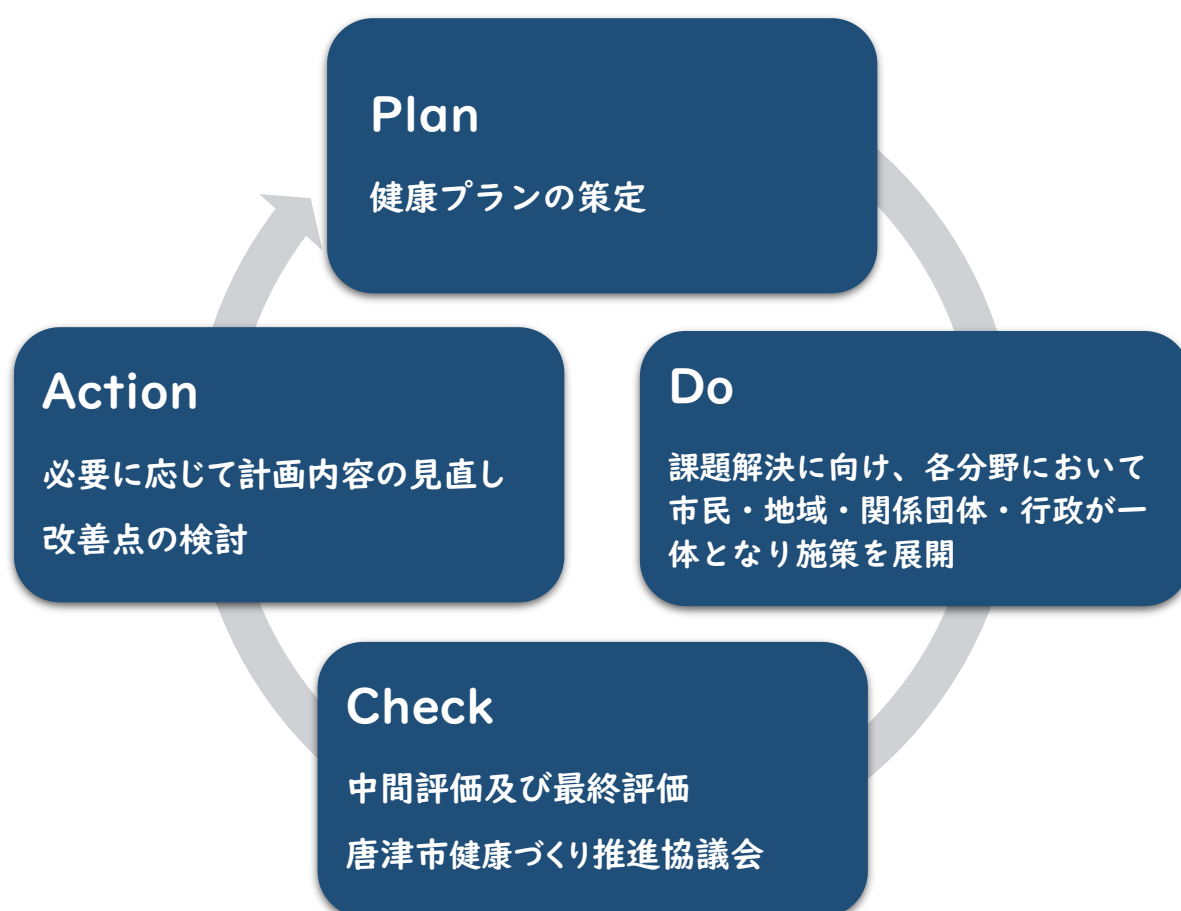 Plan
健康プランの策定
Do
課題解決に向け、各分野において
市民・地域・関係団体・行政が一
体となり施策を展開
Check
中間評価及び最終評価
唐津市健康づくり推進協議会
Action
必要に応じて計画内容の見直し
改善点の検討